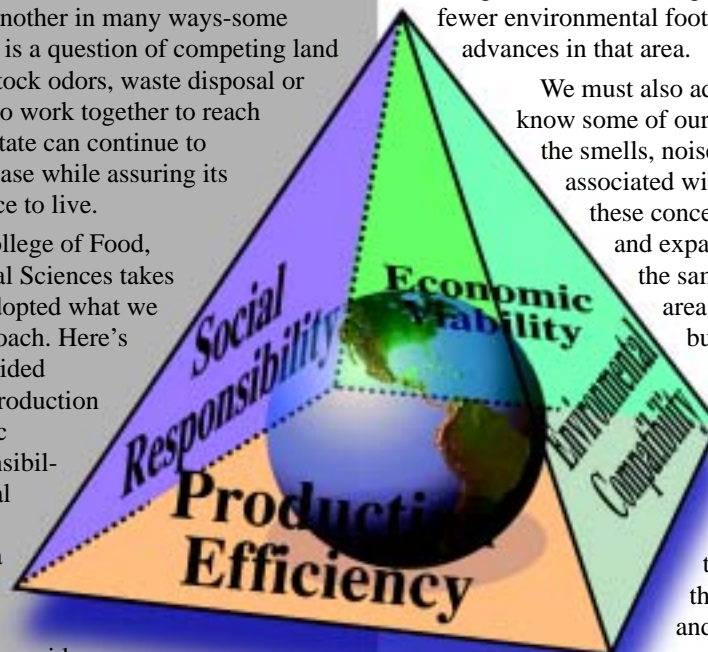 nother in many ways-some
is a question of competing land
tock odors, waste disposal or
o work together to reach
tate can continue to
ase while assuring its
ce to live.
ollege of Food,
al Sciences takes
dopted what we
oach. Here's
ided
roduction
c
nsibil-
al
fewer environmental foot
advances in that area.
We must also ad
know some of our
the smells, noise
associated wi
these conce
and expa
the san
area
bu
t
th
and
Social
Responsibility
Economic
Viability
Environmental
Compatibility
Production
Efficiency